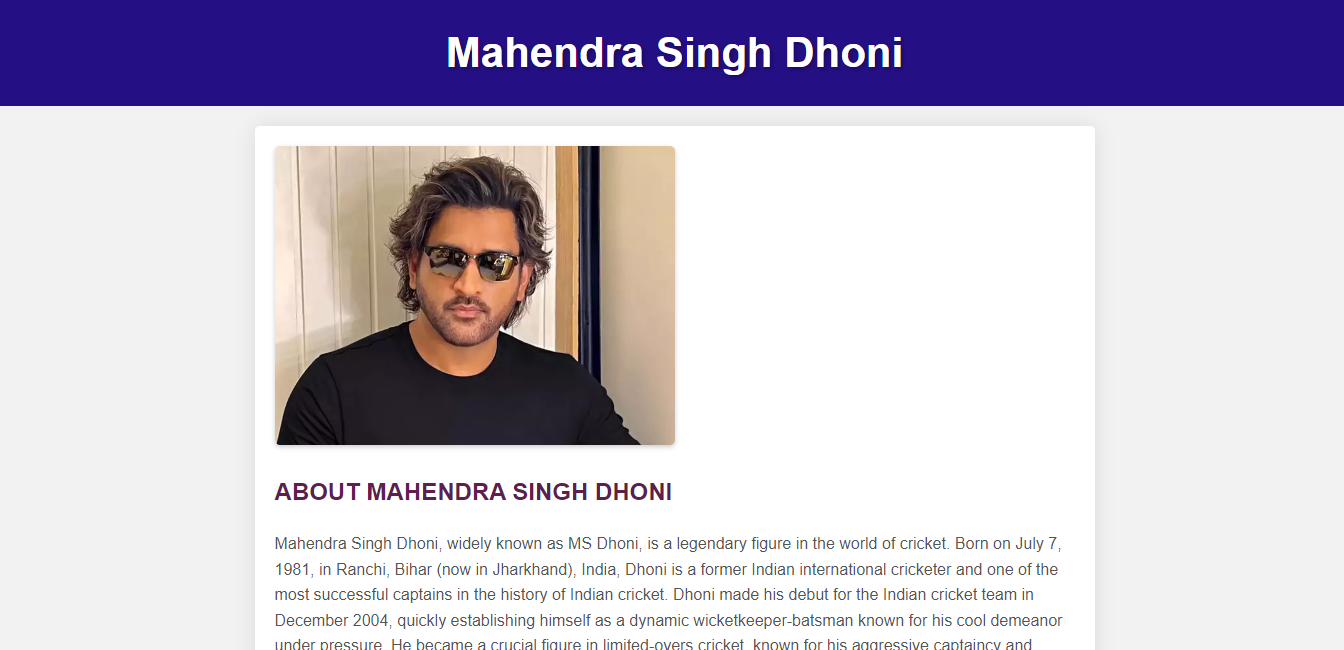 Mahendra Singh Dhoni
ABOUT MAHENDRA SINGH DHONI
Mahendra Singh Dhoni, widely known as MS Dhoni, is a legendary figure in the world of cricket. Born on July 7,
1981, in Ranchi, Bihar (now in Jharkhand), India, Dhoni is a former Indian international cricketer and one of the
most successful captains in the history of Indian cricket. Dhoni made his debut for the Indian cricket team in
December 2004, quickly establishing himself as a dynamic wicketkeeper-batsman known for his cool demeanor
under pressure. He became a crucial figure in limited-overs cricket, known for his aggressive captaincy and